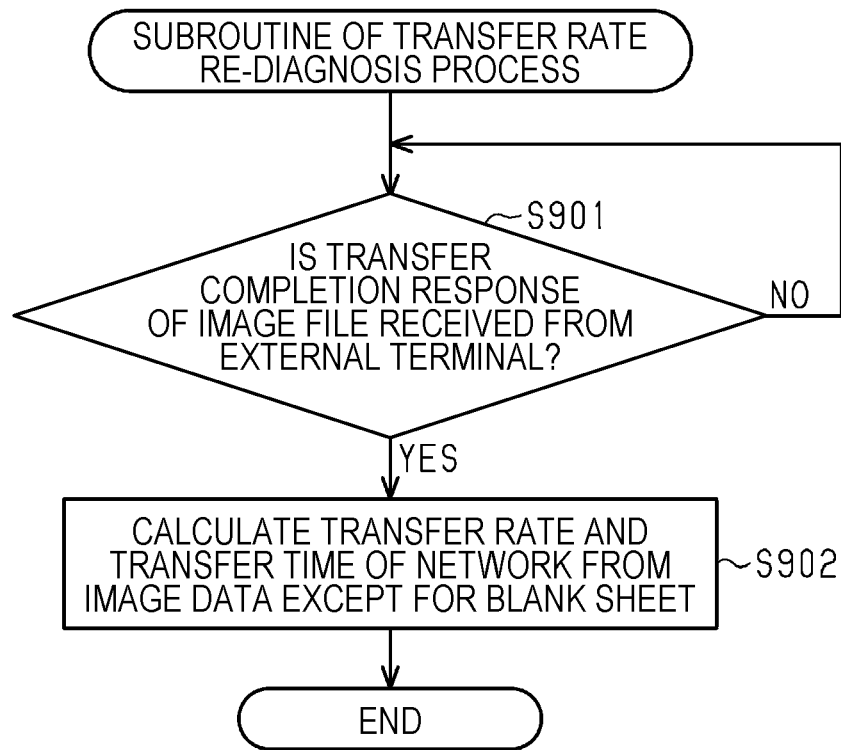 SUBROUTINE OF TRANSFER RATE
RE-DIAGNOSIS PROCESS
S901
IS TRANSFER
COMPLETION RESPONSE
OF IMAGE FILE RECEIVED FROM
EXTERNAL TERMINAL?
NO
YES
CALCULATE TRANSFER RATE AND
TRANSFER TIME OF NETWORK FROM
IMAGE DATA EXCEPT FOR BLANK SHEET
S902
END